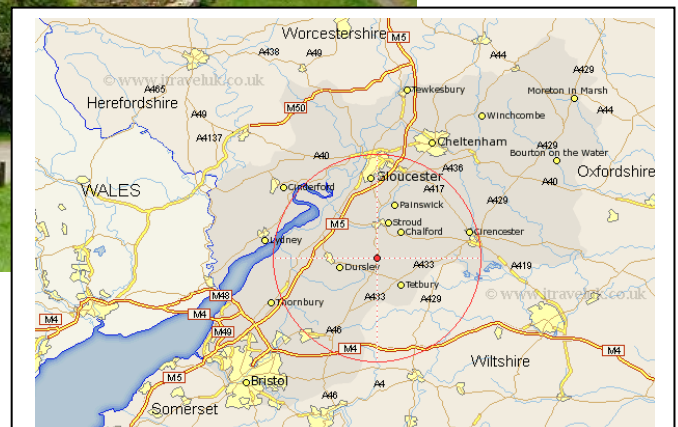 Worcestershire
M5
A438
A49
A44
A429
© www.itraveluk.co.uk
A465
Tewkesbury
Moreton in Marsh
Herefordshire
M50
A49
Winchcombe
A44
A4137
Cheltenham
A429
A40
Bourton on the Water
A436
Oxfordshire
Gloucester
A40
WALES
Cinderford
A417
Painswick
A429
M5
Stroud
Chalford
Cirencester
Lydney
Dursley
A433
A419
Tetbury
M48
A433
A429
© www.itraveluk.co.uk
Thornbury
M4
M4
M49
A46
M4
M4
Wiltshire
M5
Bristol
A4
A46
Somerset